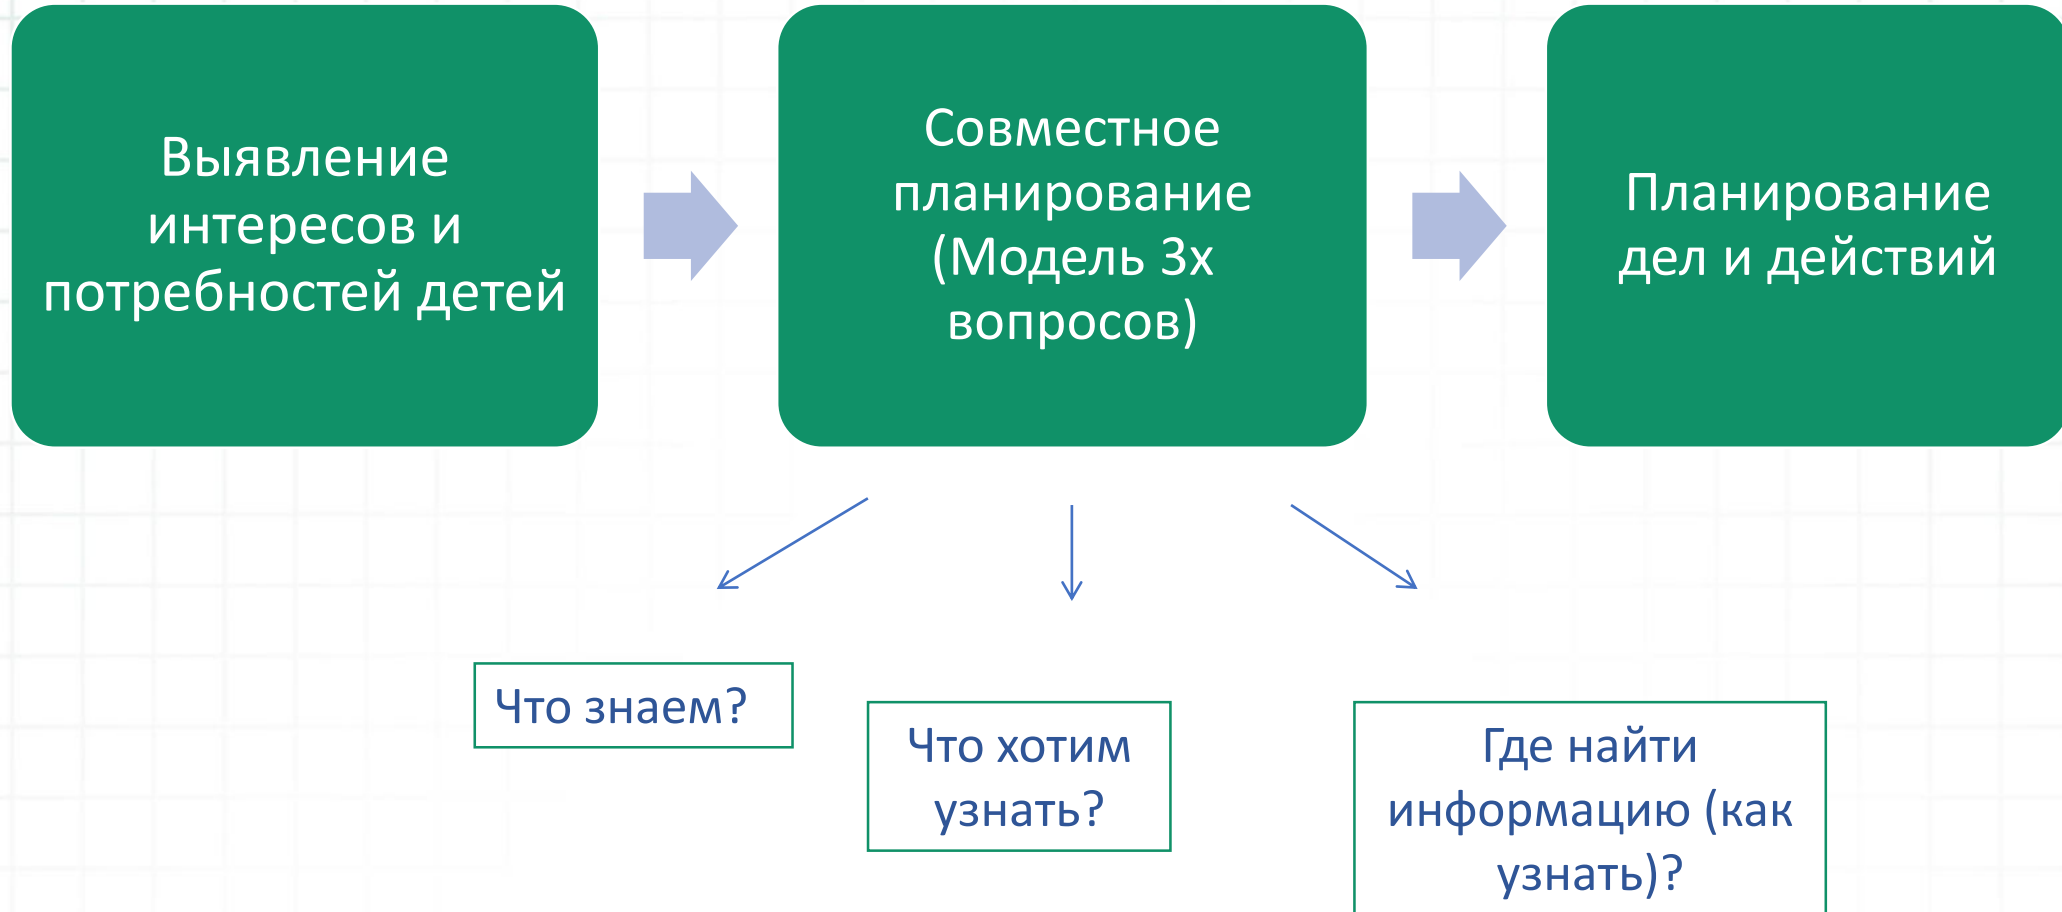 Выявление
интересов и
потребностей детей
Совместное
планирование
(Модель 3х
вопросов)
Планирование
дел и действий
Что знаем?
Что хотим
узнать?
Где найти
информацию (как
узнать)?